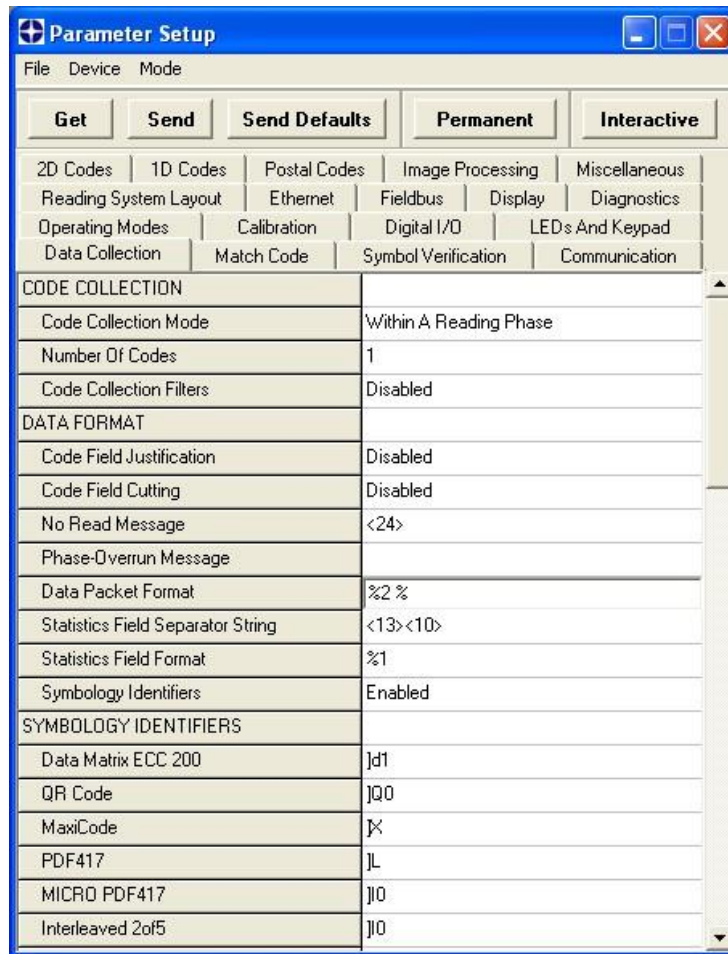 Parameter Setup
File Device Mode
Get Send Send Defaults Permanent Interactive
2D Codes 1D Codes Postal Codes Image Processing Miscellaneous
Reading System Layout Ethernet Fieldbus Display Diagnostics
Operating Modes Calibration Digital I/O LEDs And Keypad
Data Collection Match Code Symbol Verification Communication
CODE COLLECTION
Code Collection Mode Within A Reading Phase
Number Of Codes 1
Code Collection Filters Disabled
DATA FORMAT
Code Field Justification Disabled
Code Field Cutting Disabled
No Read Message <24>
Phase-Overrun Message
Data Packet Format %2 %
Statistics Field Separator String <13><10>
Statistics Field Format %1
Symbology Identifiers Enabled
SYMBOLOGY IDENTIFIERS
Data Matrix ECC 200 ]d1
QR Code ]Q0
MaxiCode ]X
PDF417 ]L
MICRO PDF417 ]I0
Interleaved 2of5 ]I0